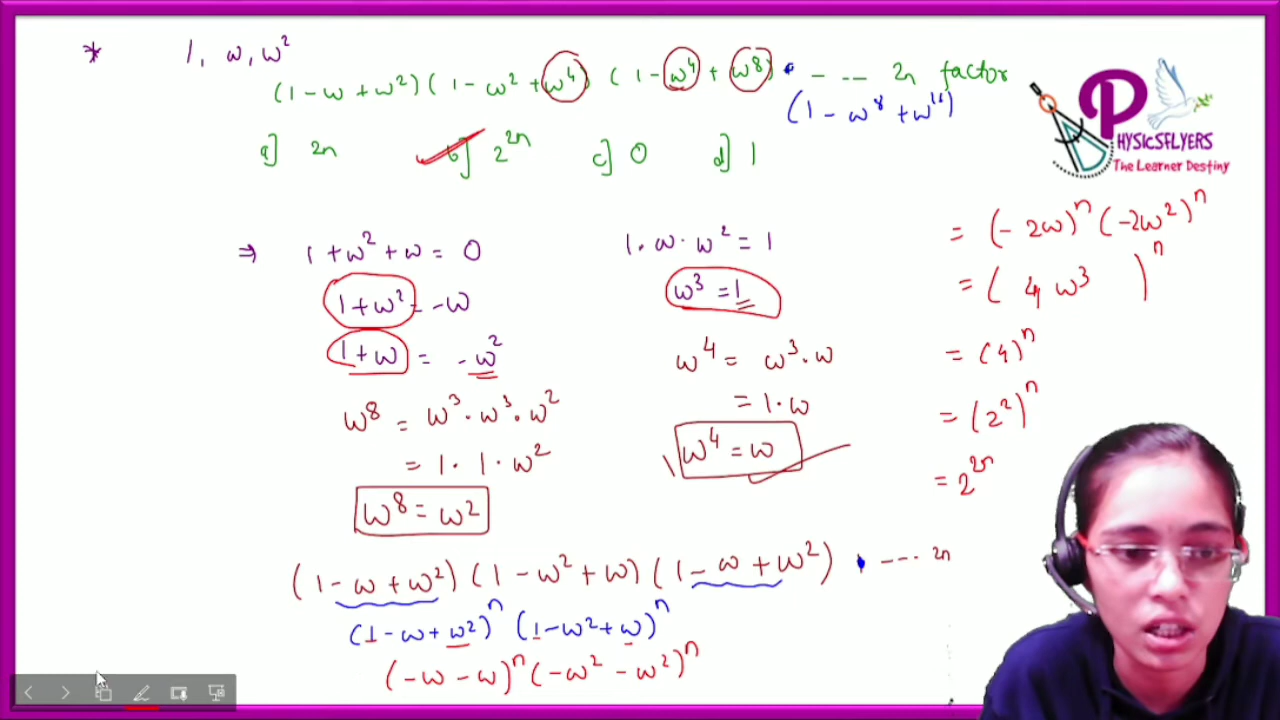 * 1, ω, ω²
(1 - ω + ω²) (1 - ω² + ω⁴) (1 - ω⁴ + ω⁸) · - --- 2n factor
(1 - ω⁸ + ω¹⁶)
a] 2n b] 2²ⁿ c] 0 d] 1
PHYSICSFLYERS
The Learner Destiny
⇒ 1 + ω² + ω = 0
1 + ω² = -ω
1 + ω = -ω²
ω⁸ = ω³ · ω³ · ω²
= 1 · 1 · ω²
ω⁸ = ω²
1 · ω · ω² = 1
ω³ = 1
ω⁴ = ω³ · ω
= 1 · ω
ω⁴ = ω
= (-2ω)ⁿ (-2ω²)ⁿ
= (4 ω³)ⁿ
= (4)ⁿ
= (2²)ⁿ
= 2²ⁿ
(1 - ω + ω²) (1 - ω² + ω) (1 - ω + ω²) · ---- 2n
(1 - ω + ω²)ⁿ (1 - ω² + ω)ⁿ
(-ω - ω)ⁿ (-ω² - ω²)ⁿ